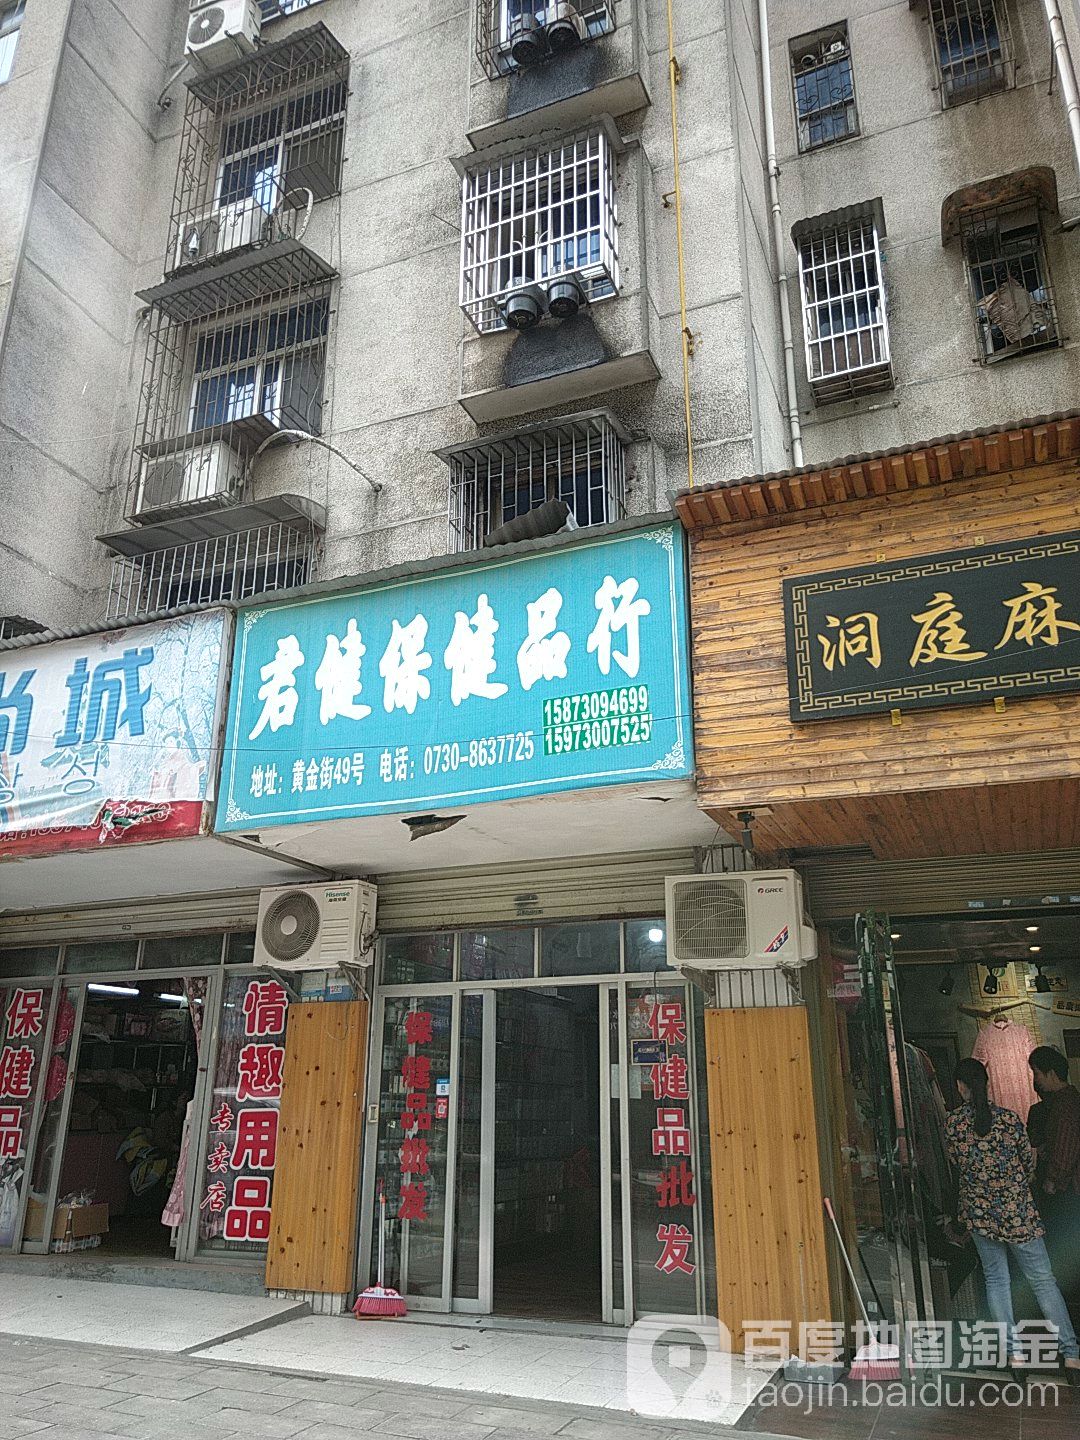 君健保健品行
15873094699
15973007525
地址：黄金街49号 电话：0730-8637725
城
성
洞庭麻
Hisense
GREE
保健品
情趣用品
专卖店
保健品批发
保健品批发
百度地图淘金
taojin.baidu.com